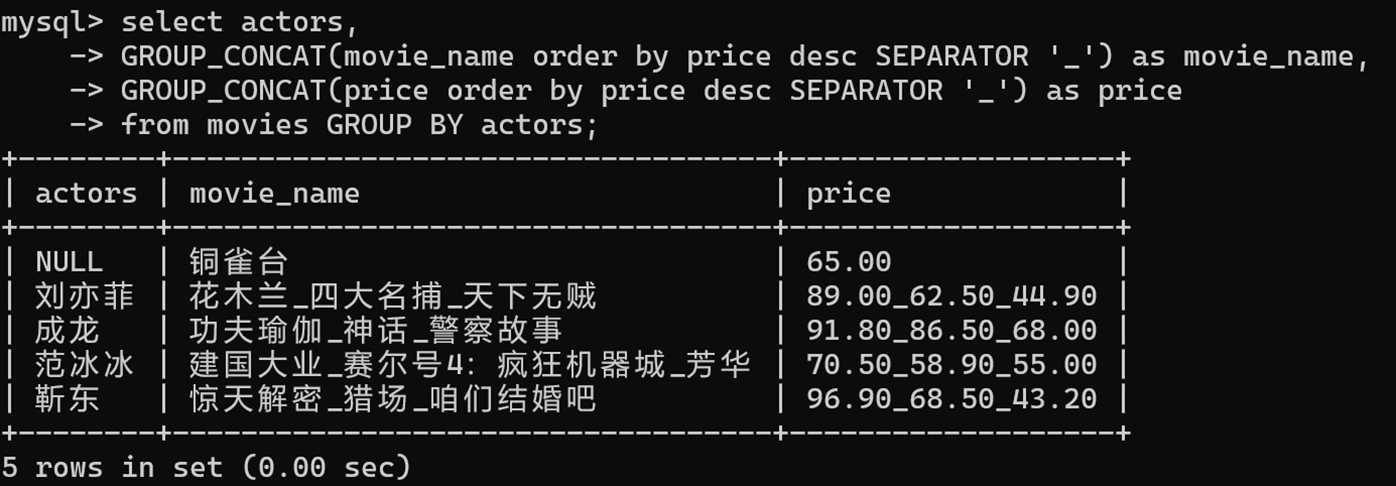 mysql> select actors,
    -> GROUP_CONCAT(movie_name order by price desc SEPARATOR '_') as movie_name,
    -> GROUP_CONCAT(price order by price desc SEPARATOR '_') as price
    -> from movies GROUP BY actors;
+--------+-----------------------------------+-------------------+
| actors | movie_name                        | price             |
+--------+-----------------------------------+-------------------+
| NULL   | 铜雀台                            | 65.00             |
| 刘亦菲 | 花木兰_四大名捕_天下无贼          | 89.00_62.50_44.90 |
| 成龙   | 功夫瑜伽_神话_警察故事            | 91.80_86.50_68.00 |
| 范冰冰 | 建国大业_赛尔号4：疯狂机器城_芳华 | 70.50_58.90_55.00 |
| 靳东   | 惊天解密_猎场_咱们结婚吧          | 96.90_68.50_43.20 |
+--------+-----------------------------------+-------------------+
5 rows in set (0.00 sec)